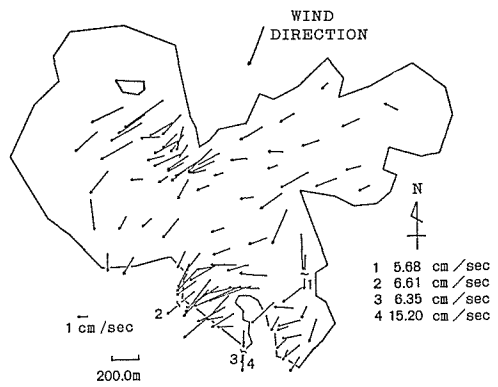 WIND
DIRECTION
N
1 5.68 cm/sec
2 6.61 cm/sec
3 6.35 cm/sec
4 15.20 cm/sec
1
2
3
4
1 cm/sec
200.0m